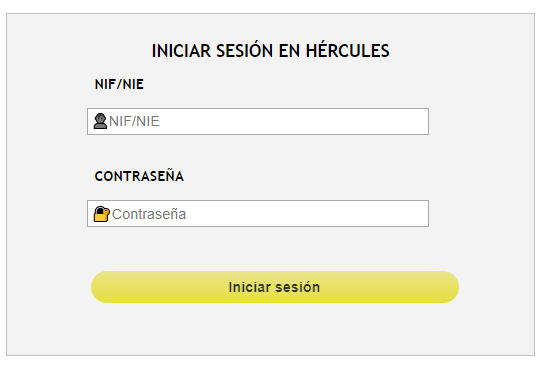 INICIAR SESIÓN EN HÉRCULES
NIF/NIE
NIF/NIE
CONTRASEÑA
Contraseña
Iniciar sesión